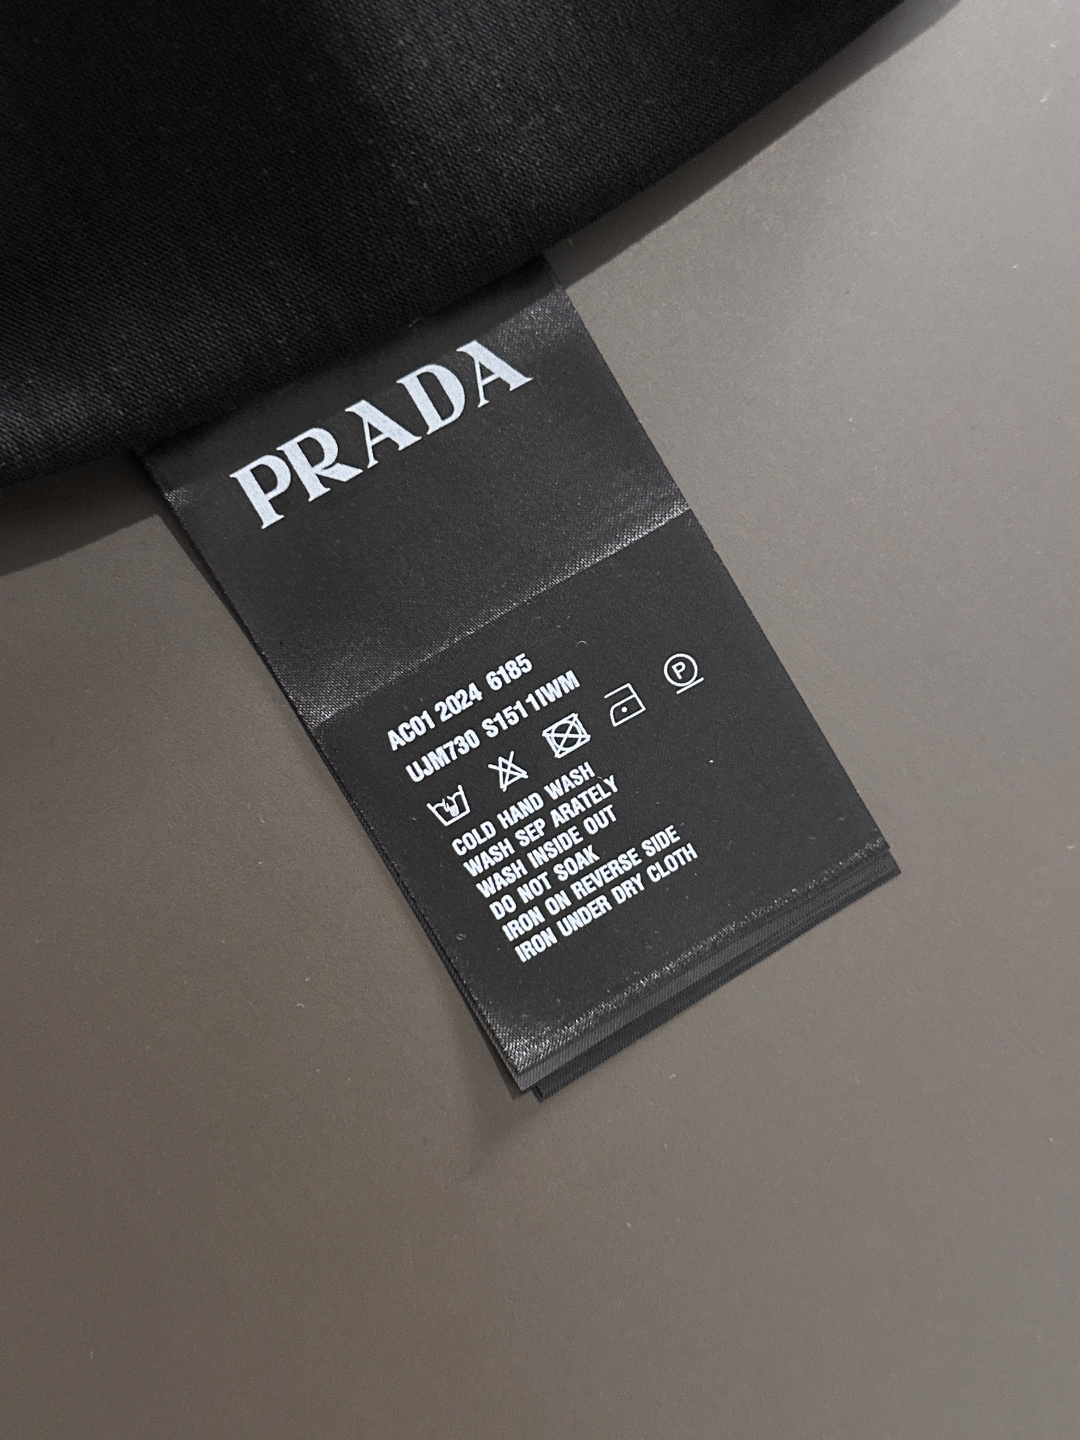 PRADA
AC01 2024 6185
UJM730 S151 1IWM
P
COLD HAND WASH
WASH SEP ARATELY
WASH INSIDE OUT
DO NOT SOAK
IRON ON REVERSE SIDE
IRON UNDER DRY CLOTH